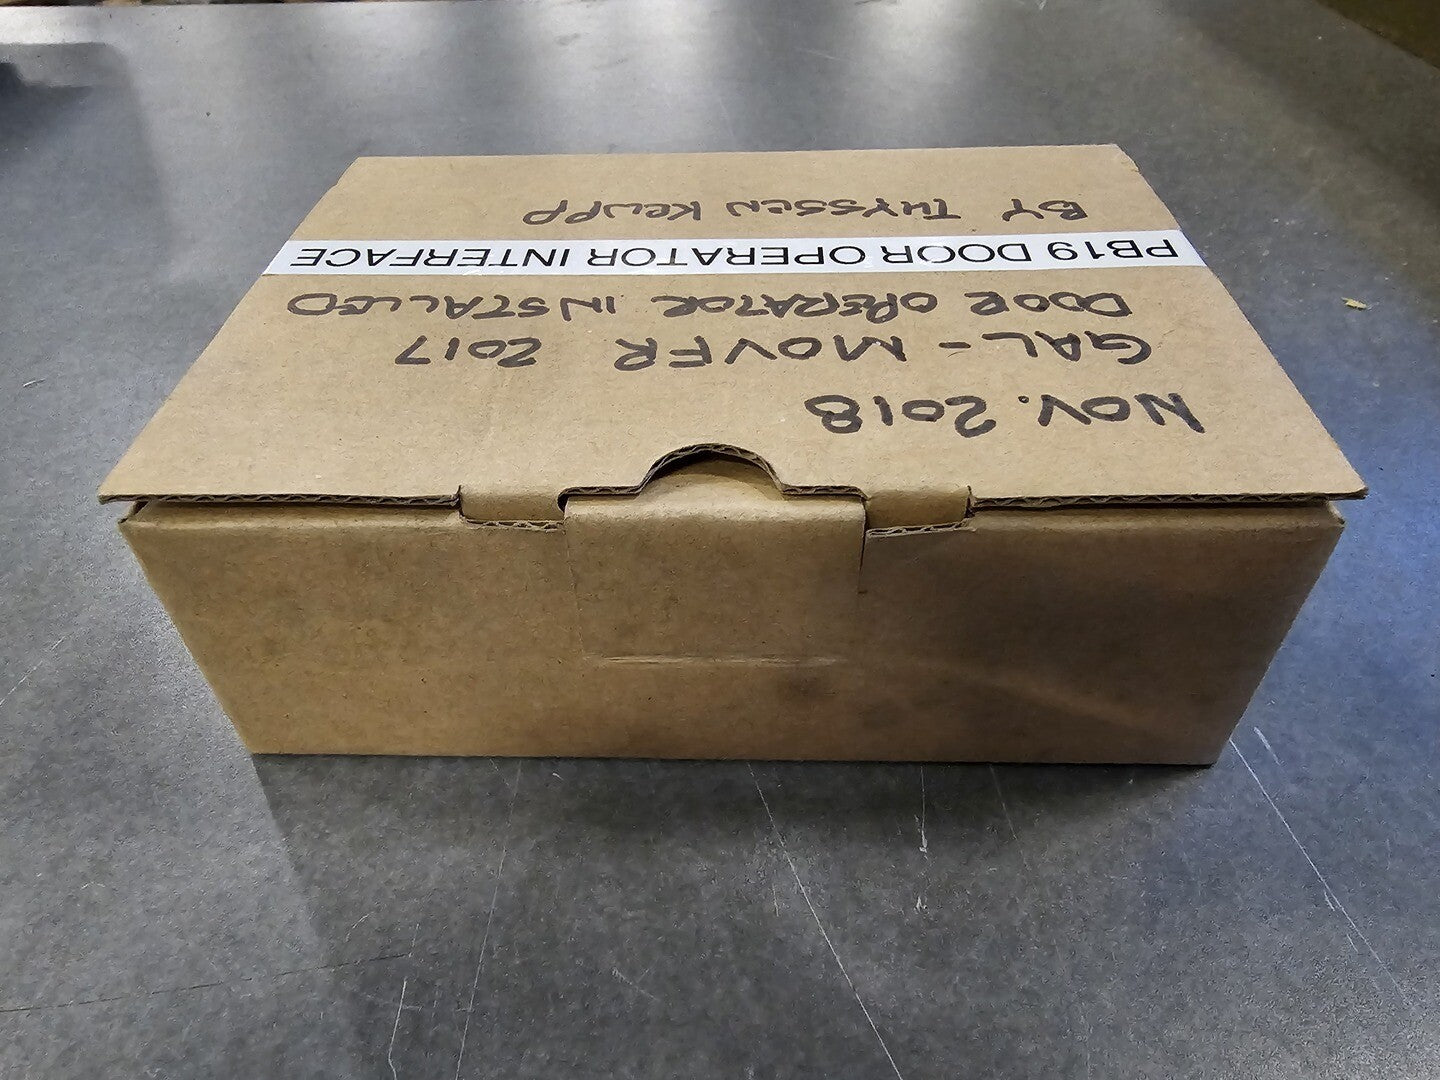 NOV. 2018
GAL - MOVFR 2017
DOOR OPERATOR INSTALLED
PB19 DOOR OPERATOR INTERFACE
BY THYSSEN KRUPP